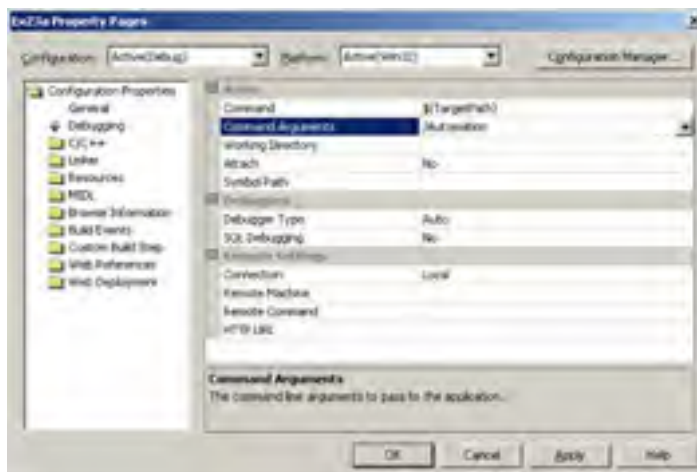 Ex23a Property Pages
Configuration: Active(Debug) Platform: Active(Win32) Configuration Manager...
Configuration Properties
General
Debugging
C/C++
Linker
Resources
MIDL
Browse Information
Build Events
Custom Build Step
Web References
Web Deployment
Action
Command $(TargetPath)
Command Arguments /Automation
Working Directory
Attach No
Symbol Path
Debuggers
Debugger Type Auto
SQL Debugging No
Remote Settings
Connection Local
Remote Machine
Remote Command
HTTP URL
Command Arguments
The command line arguments to pass to the application.
OK Cancel Apply Help